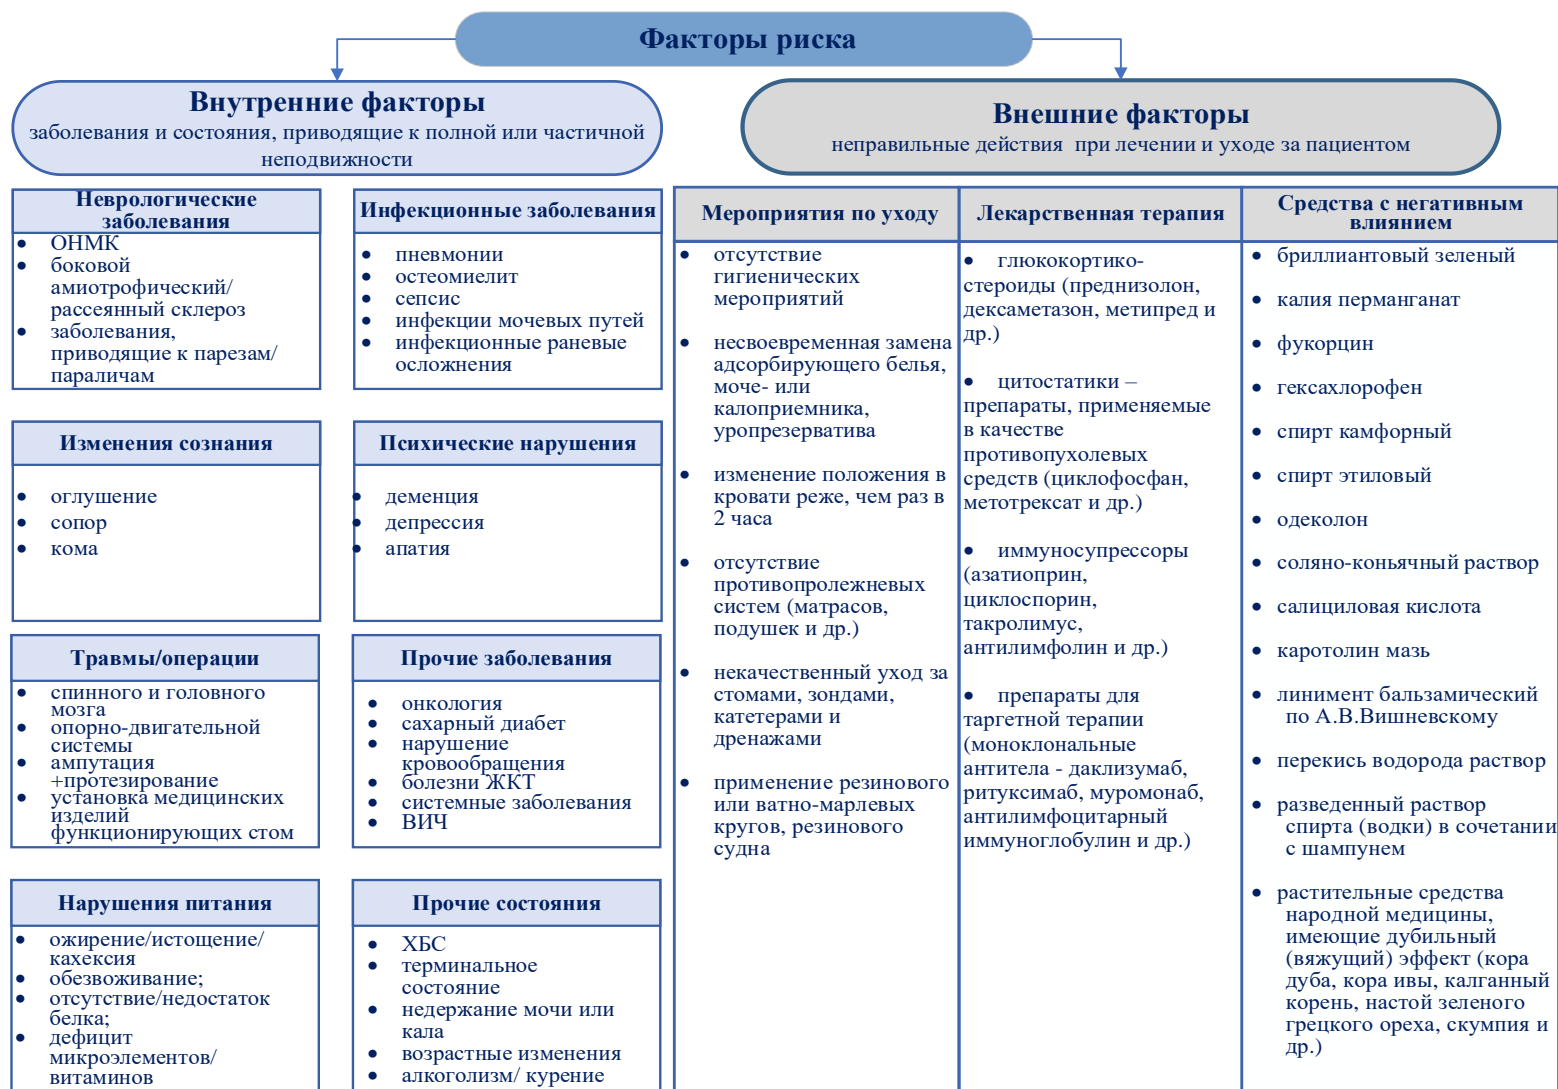 Факторы риска
Внутренние факторы
заболевания и состояния, приводящие к полной или частичной
неподвижности
Внешние факторы
неправильные действия при лечении и уходе за пациентом
Неврологические
заболевания
• ОНМК
• боковой
амиотрофический/
рассеянный склероз
• заболевания,
приводящие к парезам/
параличам
Инфекционные заболевания
• пневмонии
• остеомиелит
• сепсис
• инфекции мочевых путей
• инфекционные раневые
осложнения
Изменения сознания
• оглушение
• сопор
• кома
Психические нарушения
• деменция
• депрессия
• апатия
Травмы/операции
• спинного и головного
мозга
• опорно-двигательной
системы
• ампутация
+протезирование
• установка медицинских
изделий
функционирующих стом
Прочие заболевания
• онкология
• сахарный диабет
• нарушение
кровообращения
• болезни ЖКТ
• системные заболевания
• ВИЧ
Нарушения питания
• ожирение/истощение/
кахексия
• обезвоживание;
• отсутствие/недостаток
белка;
• дефицит
микроэлементов/
витаминов
Прочие состояния
• ХБС
• терминальное
состояние
• недержание мочи или
кала
• возрастные изменения
• алкоголизм/ курение
Мероприятия по уходу
• отсутствие
гигиенических
мероприятий
• несвоевременная замена
адсорбирующего белья,
моче- или
калоприемника,
уропрезерватива
• изменение положения в
кровати реже, чем раз в
2 часа
• отсутствие
противопролежневых
систем (матрасов,
подушек и др.)
• некачественный уход за
стомами, зондами,
катетерами и
дренажами
• применение резинового
или ватно-марлевых
кругов, резинового
судна
Лекарственная терапия
• глюкокортико-
стероиды (преднизолон,
дексаметазон, метипред и
др.)
• цитостатики –
препараты, применяемые
в качестве
противопухолевых
средств (циклофосфан,
метотрексат и др.)
• иммуносупрессоры
(азатиоприн,
циклоспорин,
такролимус,
антилимфолин и др.)
• препараты для
таргетной терапии
(моноклональные
антитела - даклизумаб,
ритуксимаб, муромонаб,
антилимфоцитарный
иммуноглобулин и др.)
Средства с негативным
влиянием
• бриллиантовый зеленый
• калия перманганат
• фукорцин
• гексахлорофен
• спирт камфорный
• спирт этиловый
• одеколон
• соляно-коньячный раствор
• салициловая кислота
• каротолин мазь
• линимент бальзамический
по А.В.Вишневскому
• перекись водорода раствор
• разведенный раствор
спирта (водки) в сочетании
с шампунем
• растительные средства
народной медицины,
имеющие дубильный
(вяжущий) эффект (кора
дуба, кора ивы, калганный
корень, настой зеленого
грецкого ореха, скумпия и
др.)